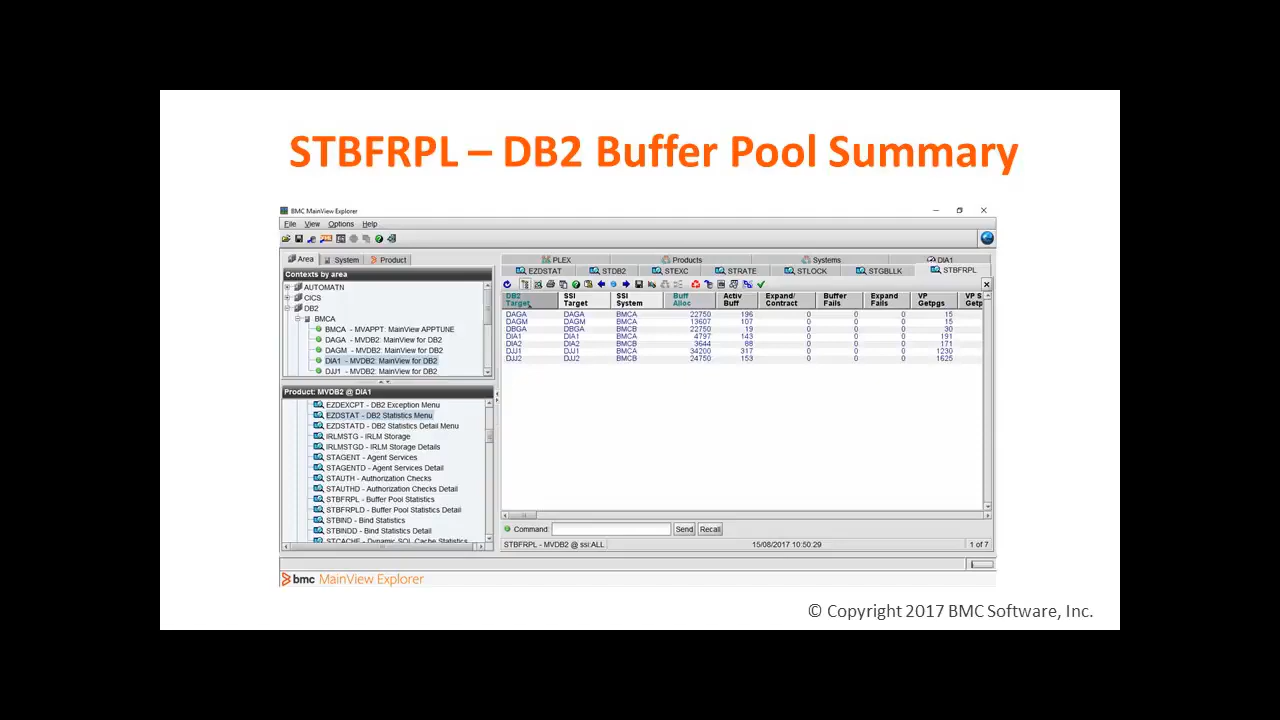 STBFRPL – DB2 Buffer Pool Summary
BMC MainView Explorer
File View Options Help
Area System Product
Contexts by area
AUTOMATN
CICS
DB2
BMCA
BMCA - MVAPPT: MainView APPTUNE
DAGA - MVDB2: MainView for DB2
DAGM - MVDB2: MainView for DB2
DIA1 - MVDB2: MainView for DB2
DJJ1 - MVDB2: MainView for DB2
Product: MVDB2 @ DIA1
EZDEXCPT - DB2 Exception Menu
EZDSTAT - DB2 Statistics Menu
EZDSTATD - DB2 Statistics Detail Menu
IRLMSTG - IRLM Storage
IRLMSTGD - IRLM Storage Details
STAGENT - Agent Services
STAGENTD - Agent Services Detail
STAUTH - Authorization Checks
STAUTHD - Authorization Checks Detail
STBFRPL - Buffer Pool Statistics
STBFRPLD - Buffer Pool Statistics Detail
STBIND - Bind Statistics
STBINDD - Bind Statistics Detail
STCACHE - Dynamic SQL Cache Statistics
PLEX Products Systems DIA1
EZDSTAT STDB2 STEXC STRATE STLOCK STGBLLK STBFRPL
DB2 SSI SSI Buff Activ Expand/ Buffer Expand VP VP S
Target Target System Alloc Buff Contract Fails Fails Getpgs Getp
DAGA DAGA BMCA 22750 196 0 0 0 15
DAGM DAGM BMCA 13607 107 0 0 0 15
DBGA DBGA BMCB 22750 19 0 0 0 30
DIA1 DIA1 BMCA 4797 143 0 0 0 191
DIA2 DIA2 BMCB 3644 88 0 0 0 171
DJJ1 DJJ1 BMCA 34200 317 0 0 0 1230
DJJ2 DJJ2 BMCB 24750 153 0 0 0 1625
Command: Send Recall
STBFRPL - MVDB2 @ ssi:ALL 15/08/2017 10:50:29 1 of 7
bmc MainView Explorer
© Copyright 2017 BMC Software, Inc.